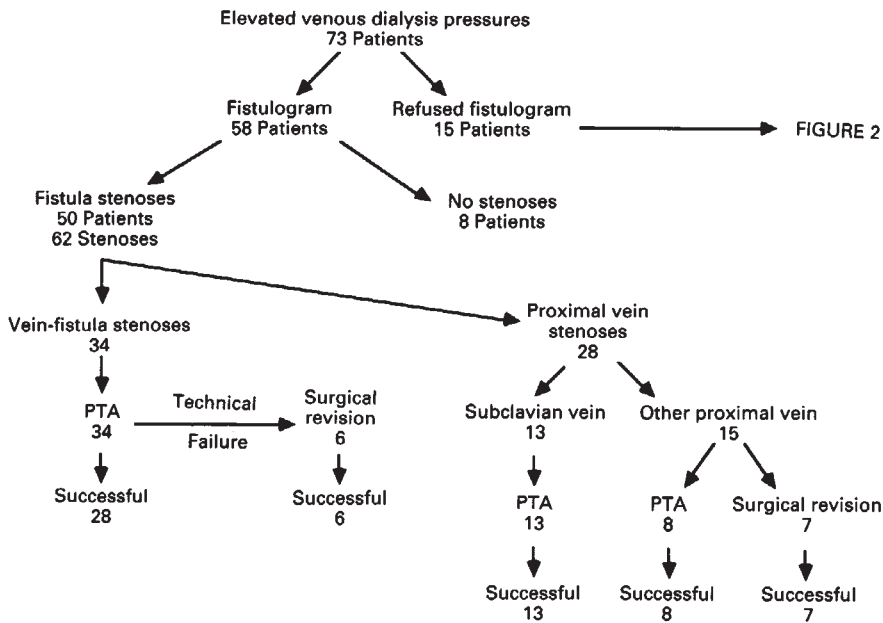 Elevated venous dialysis pressures
73 Patients
Fistulogram
58 Patients
Refused fistulogram
15 Patients
FIGURE 2
Fistula stenoses
50 Patients
62 Stenoses
No stenoses
8 Patients
Vein-fistula stenoses
34
Proximal vein
stenoses
28
PTA
34
Technical
Failure
Surgical
revision
6
Subclavian vein
13
Other proximal vein
15
Successful
28
Successful
6
PTA
13
PTA
8
Surgical revision
7
Successful
13
Successful
8
Successful
7